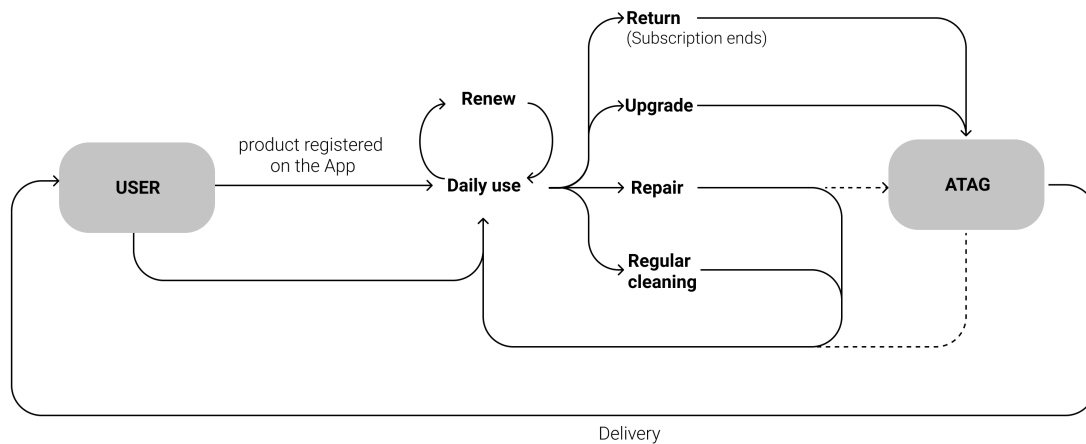 Return
(Subscription ends)
Renew
Upgrade
product registered
on the App
USER
Daily use
Repair
ATAG
Regular
cleaning
Delivery